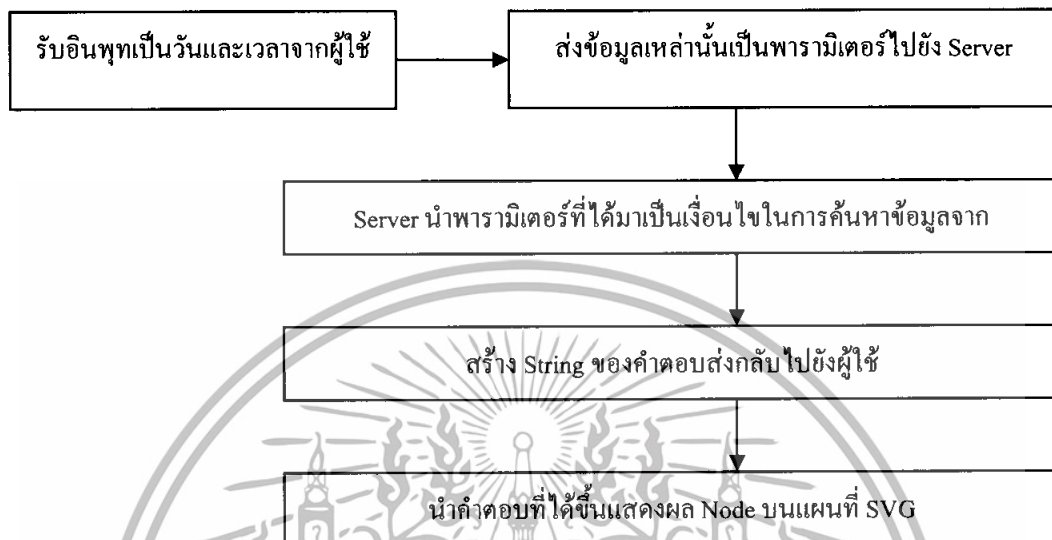 รับอินพุทเป็นวันและเวลาจากผู้ใช้
ส่งข้อมูลเหล่านั้นเป็นพารามิเตอร์ไปยัง Server
Server นำพารามิเตอร์ที่ได้มาเป็นเงื่อนไขในการค้นหาข้อมูลจาก
สร้าง String ของคำตอบส่งกลับไปยังผู้ใช้
นำคำตอบที่ได้ขึ้นแสดงผล Node บนแผนที่ SVG